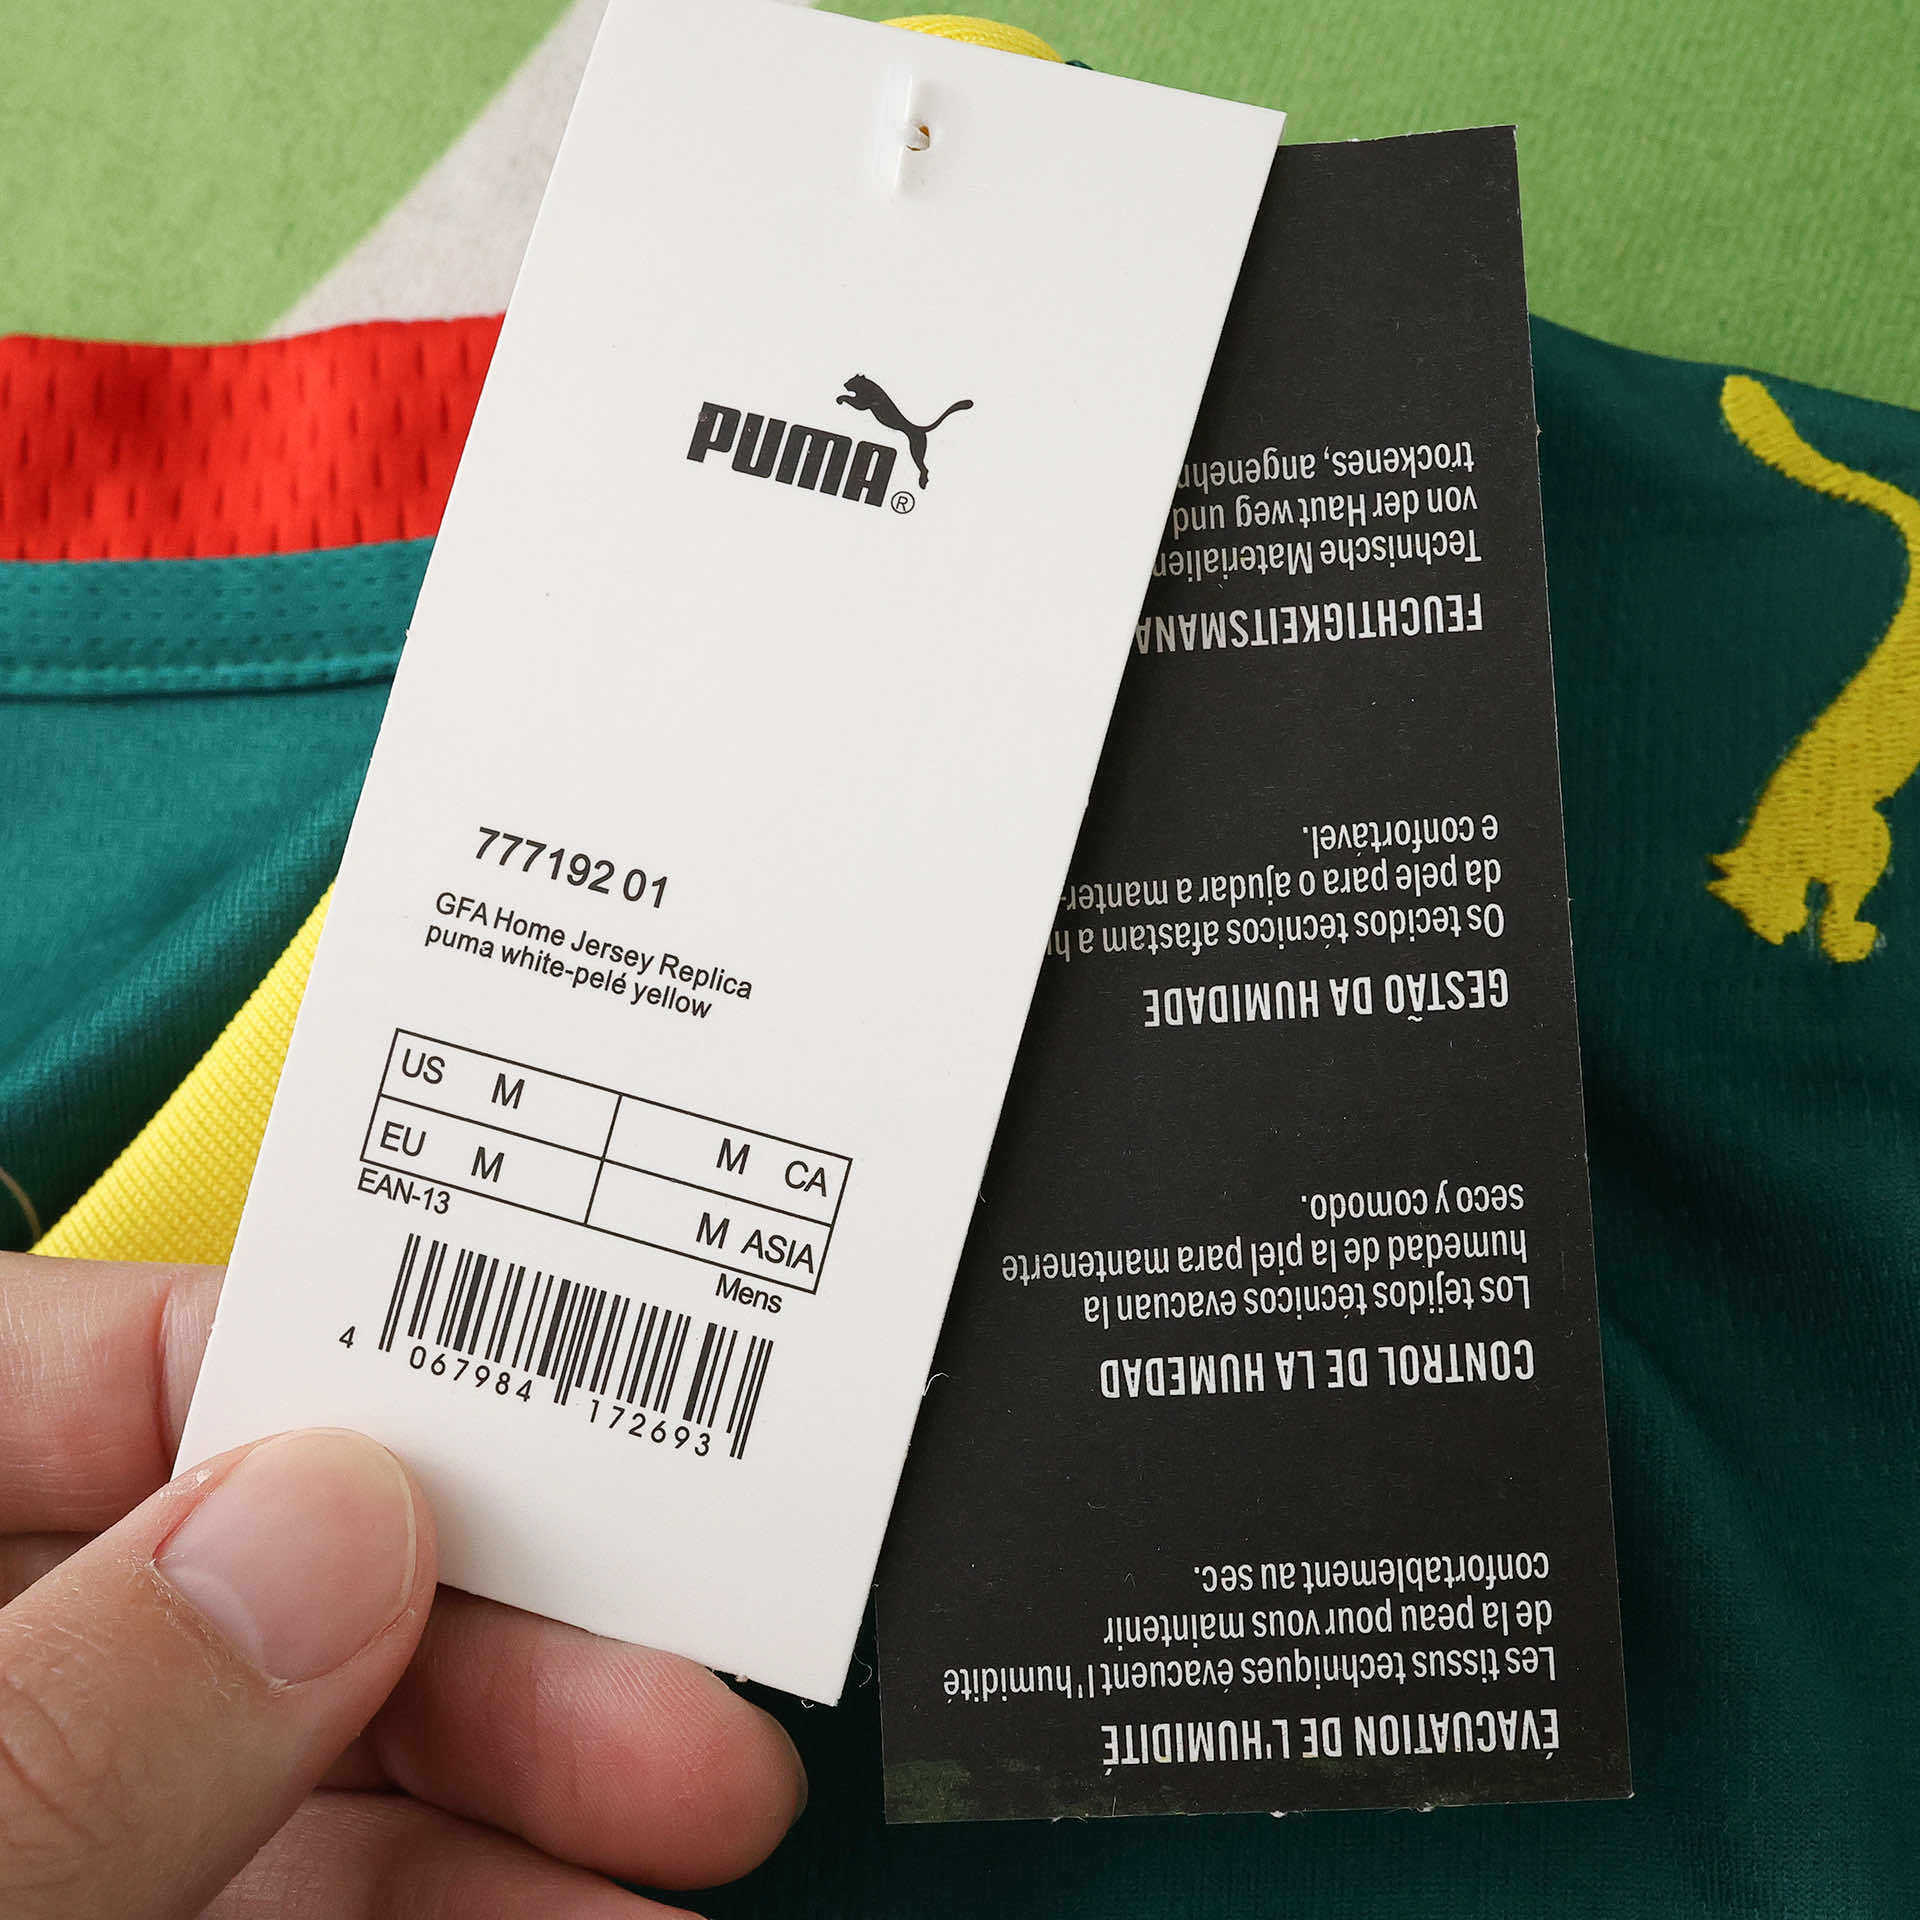 PUMA®
777192 01
GFA Home Jersey Replica
puma white-pelé yellow
US M M CA
EU M M ASIA
EAN-13
Mens
4 067984 172693
ÉVACUATION DE L'HUMIDITÉ
Les tissus techniques évacuent l'humidité
de la peau pour vous maintenir
confortablement au sec.
CONTROL DE LA HUMEDAD
Los tejidos técnicos evacuan la
humedad de la piel para mantenerte
seco y comodo.
GESTÃO DA HUMIDADE
Os tecidos técnicos afastam a
da pele para o ajudar a manter-
e confortável.
Technische Materialien
von der Haut weg und
trockenes, angenehm